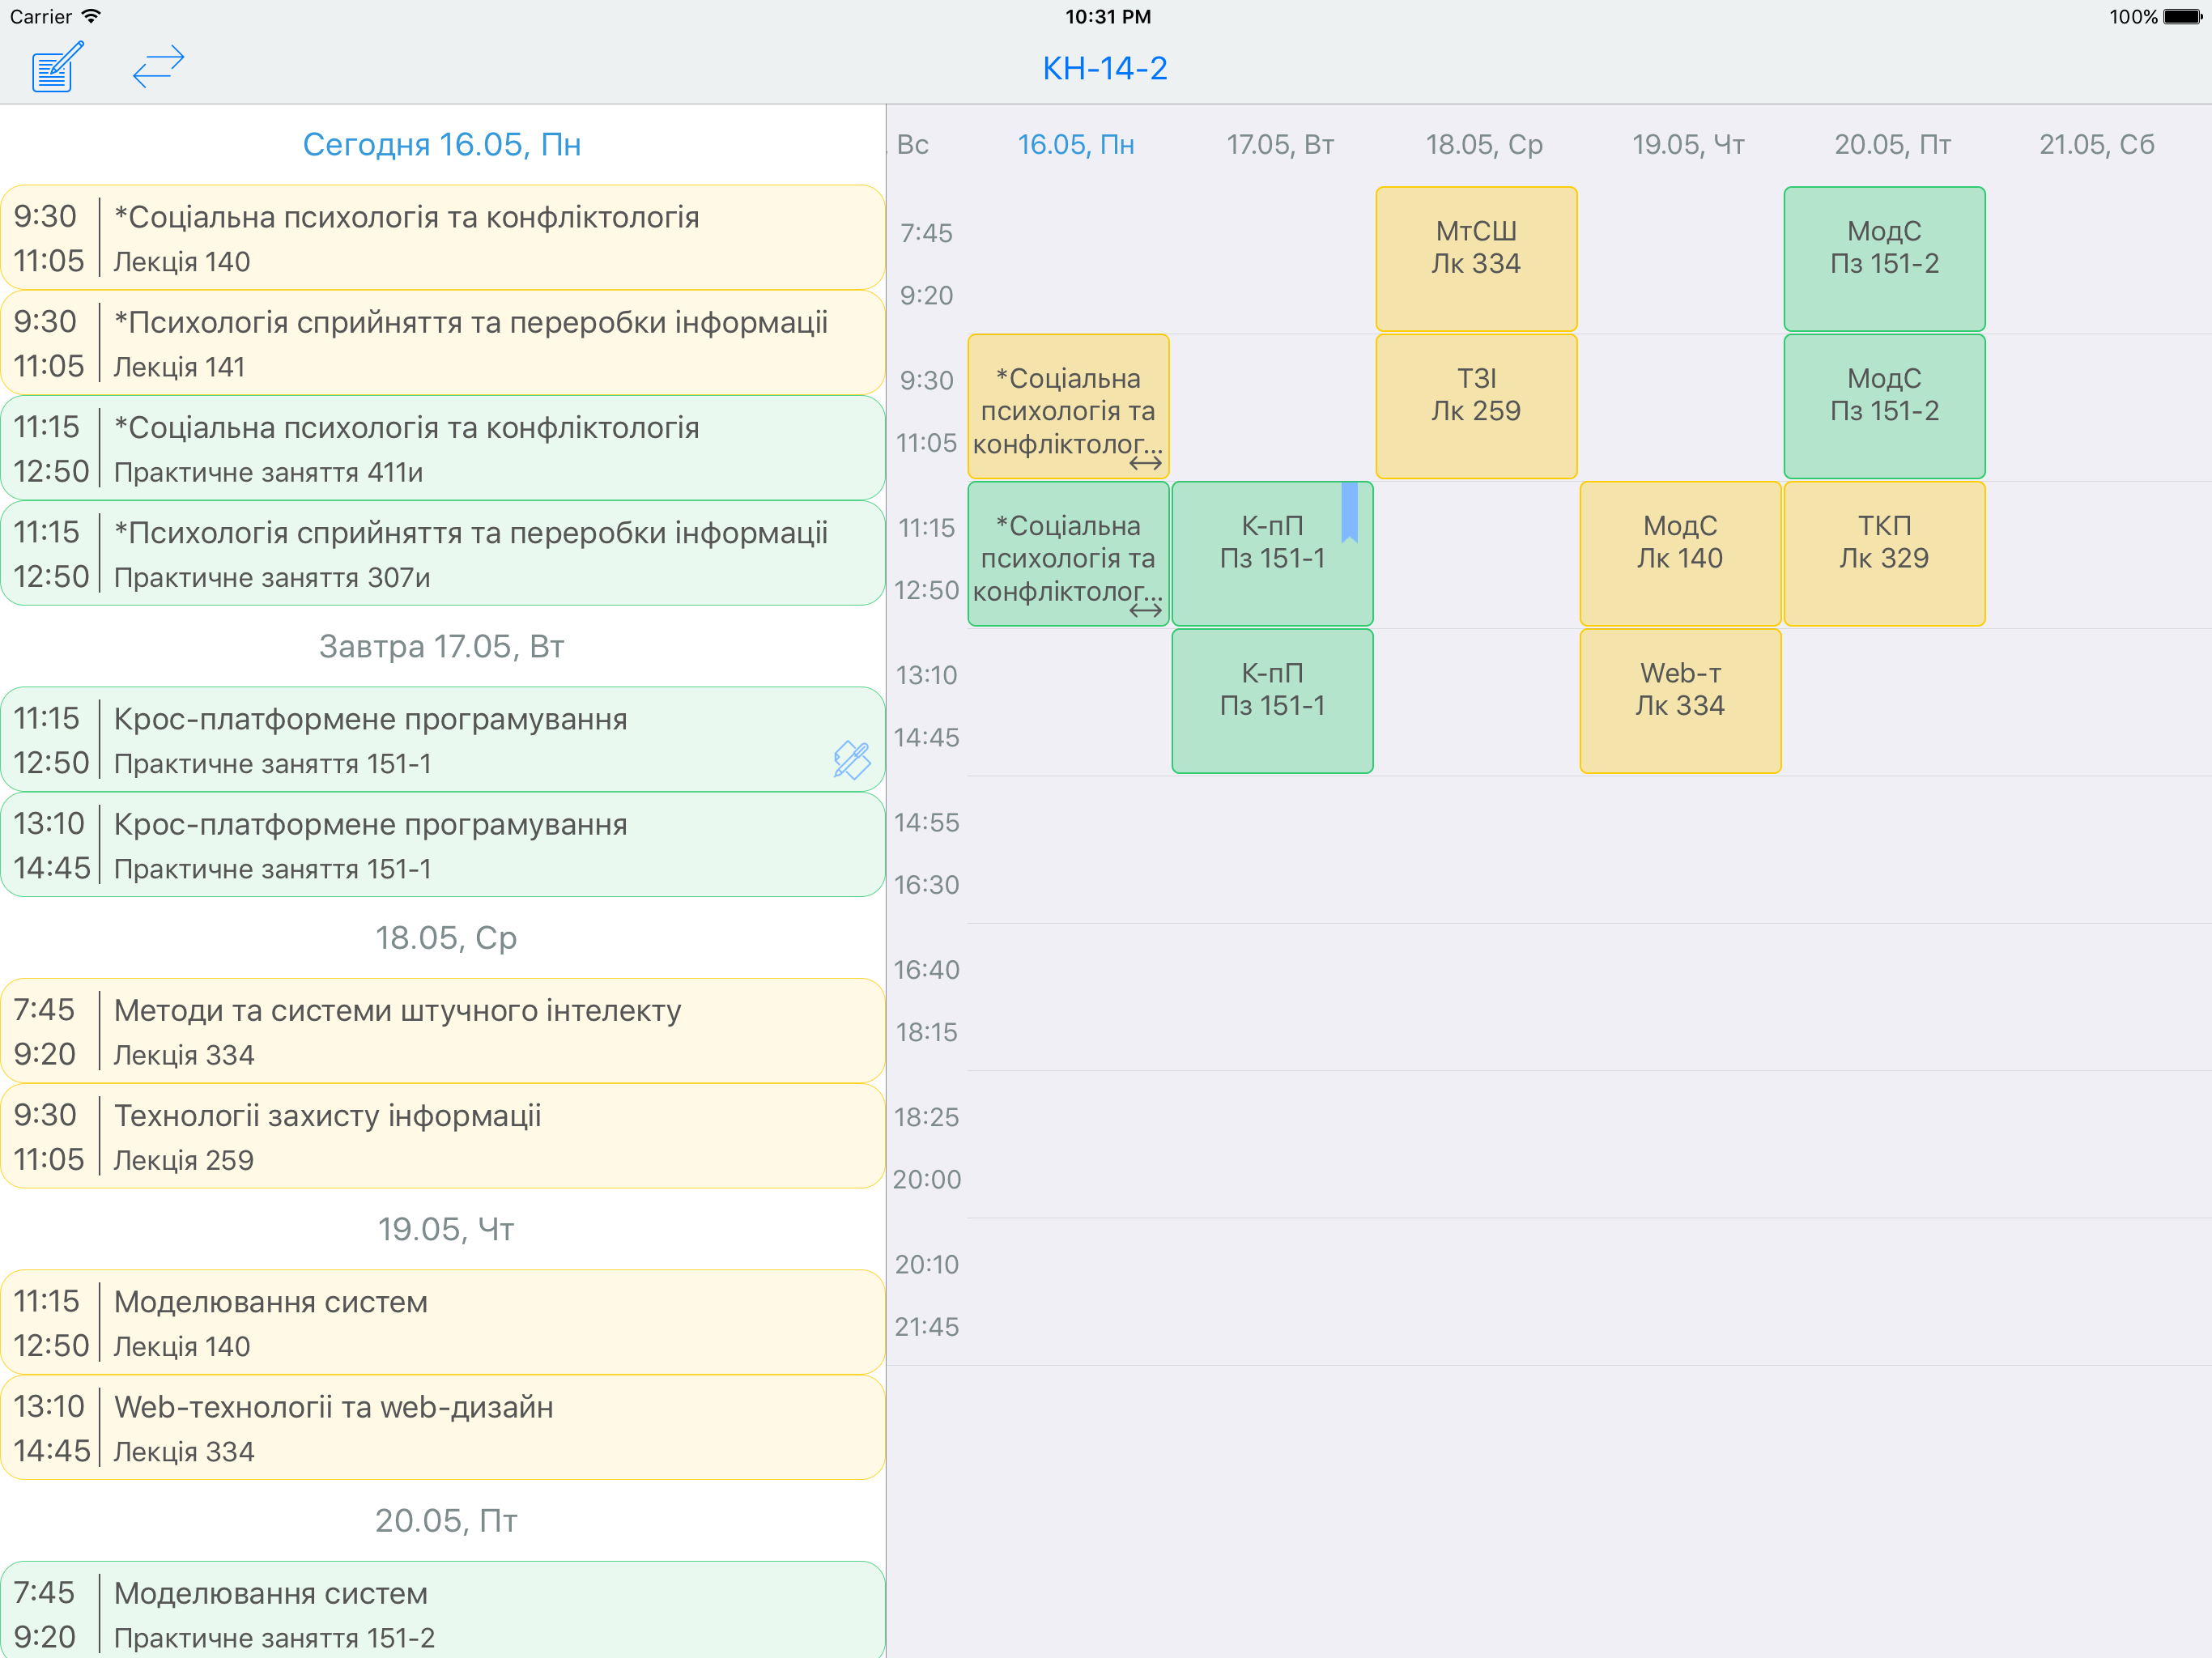 Carrier
10:31 PM
100%
КН-14-2
Сегодня 16.05, Пн
9:30 *Соціальна психологія та конфліктологія
11:05 Лекція 140
9:30 *Психологія сприйняття та переробки інформаціі
11:05 Лекція 141
11:15 *Соціальна психологія та конфліктологія
12:50 Практичне заняття 411и
11:15 *Психологія сприйняття та переробки інформаціі
12:50 Практичне заняття 307и
Завтра 17.05, Вт
11:15 Крос-платформене програмування
12:50 Практичне заняття 151-1
13:10 Крос-платформене програмування
14:45 Практичне заняття 151-1
18.05, Ср
7:45 Методи та системи штучного інтелекту
9:20 Лекція 334
9:30 Технологіі захисту інформаціі
11:05 Лекція 259
19.05, Чт
11:15 Моделювання систем
12:50 Лекція 140
13:10 Web-технологіі та web-дизайн
14:45 Лекція 334
20.05, Пт
7:45 Моделювання систем
9:20 Практичне заняття 151-2
, Вс 16.05, Пн 17.05, Вт 18.05, Ср 19.05, Чт 20.05, Пт 21.05, Сб
7:45
9:20
МтСШ
Лк 334
МодС
Пз 151-2
9:30
11:05
*Соціальна
психологія та
конфліктолог...
ТЗІ
Лк 259
МодС
Пз 151-2
11:15
12:50
*Соціальна
психологія та
конфліктолог...
К-пП
Пз 151-1
МодС
Лк 140
ТКП
Лк 329
13:10
14:45
К-пП
Пз 151-1
Web-т
Лк 334
14:55
16:30
16:40
18:15
18:25
20:00
20:10
21:45